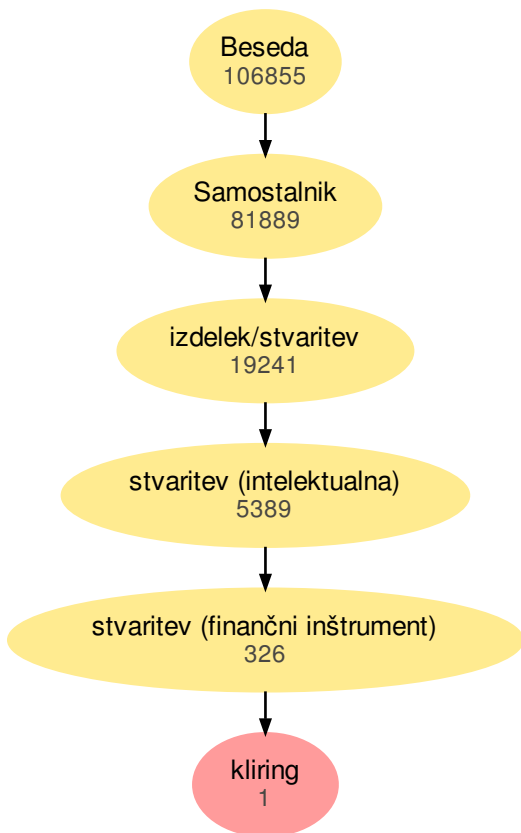 Beseda
106855
Samostalnik
81889
izdelek/stvaritev
19241
stvaritev (intelektualna)
5389
stvaritev (finančni inštrument)
326
kliring
1